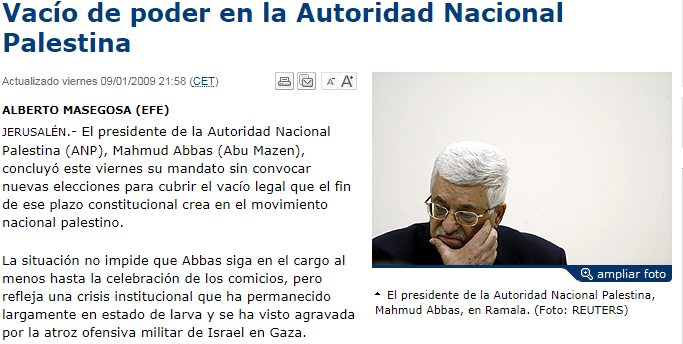 Vacío de poder en la Autoridad Nacional
Palestina
Actualizado viernes 09/01/2009 21:58 (CET)
A- A+
ALBERTO MASEGOSA (EFE)
JERUSALÉN.- El presidente de la Autoridad Nacional
Palestina (ANP), Mahmud Abbas (Abu Mazen),
concluyó este viernes su mandato sin convocar
nuevas elecciones para cubrir el vacío legal que el fin
de ese plazo constitucional crea en el movimiento
nacional palestino.
La situación no impide que Abbas siga en el cargo al
menos hasta la celebración de los comicios, pero
refleja una crisis institucional que ha permanecido
largamente en estado de larva y se ha visto agravada
por la atroz ofensiva militar de Israel en Gaza.
ampliar foto
El presidente de la Autoridad Nacional Palestina,
Mahmud Abbas, en Ramala. (Foto: REUTERS)